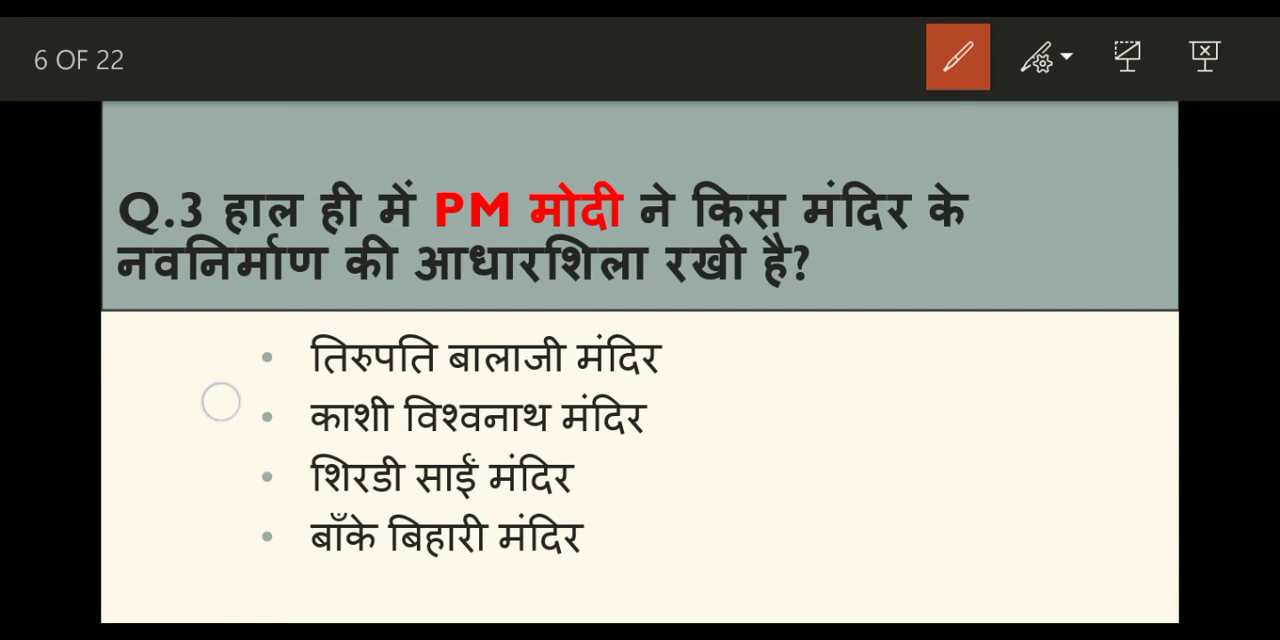 6 OF 22
Q.3 हाल ही में PM मोदी ने किस मंदिर के
नवनिर्माण की आधारशिला रखी है?
• तिरुपति बालाजी मंदिर
• काशी विश्वनाथ मंदिर
• शिरडी साईं मंदिर
• बाँके बिहारी मंदिर